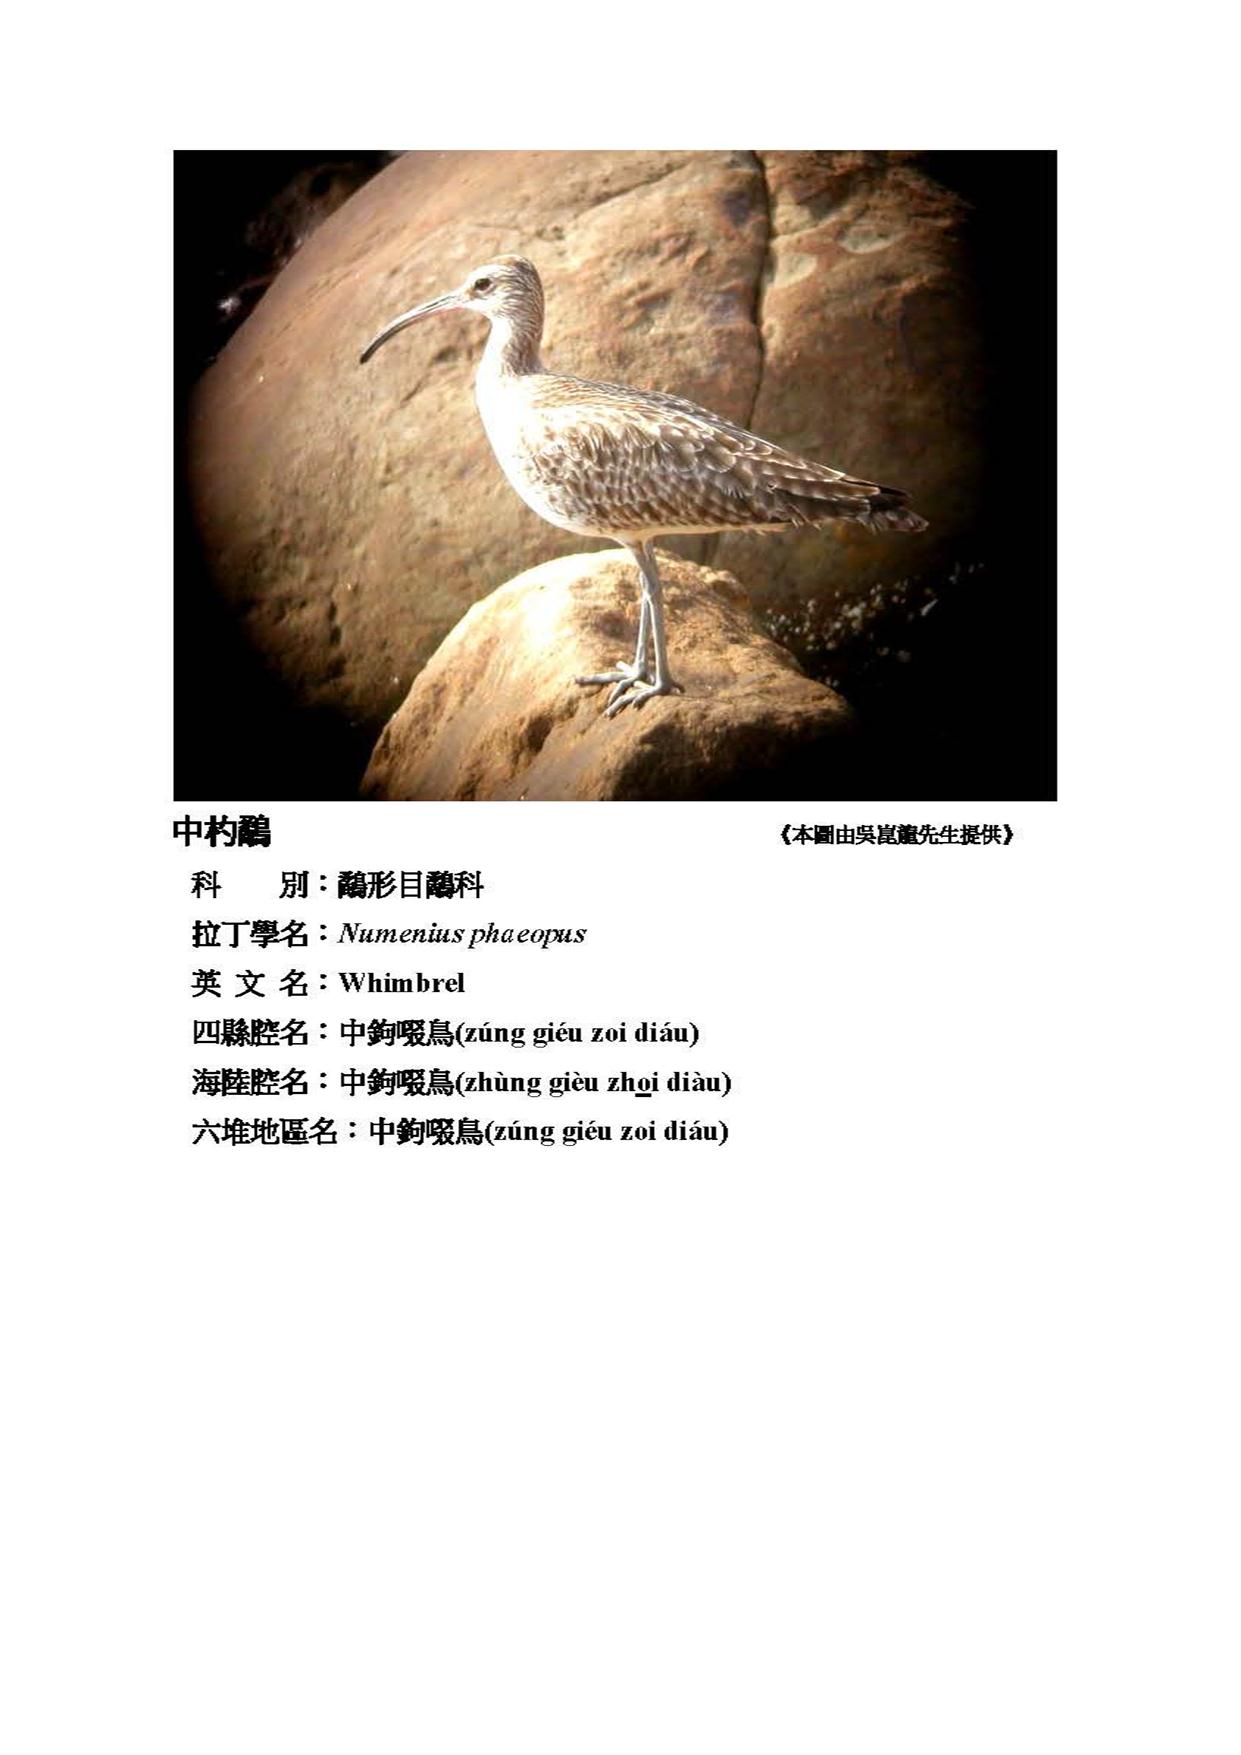 中杓鷸 《本圖由吳崑龍先生提供》
科 別：鷸形目鷸科
拉丁學名：Numenius phaeopus
英 文 名：Whimbrel
四縣腔名：中鉤啜鳥(zúng giéu zoi diáu)
海陸腔名：中鉤啜鳥(zhùng gièu zhoi diàu)
六堆地區名：中鉤啜鳥(zúng giéu zoi diáu)